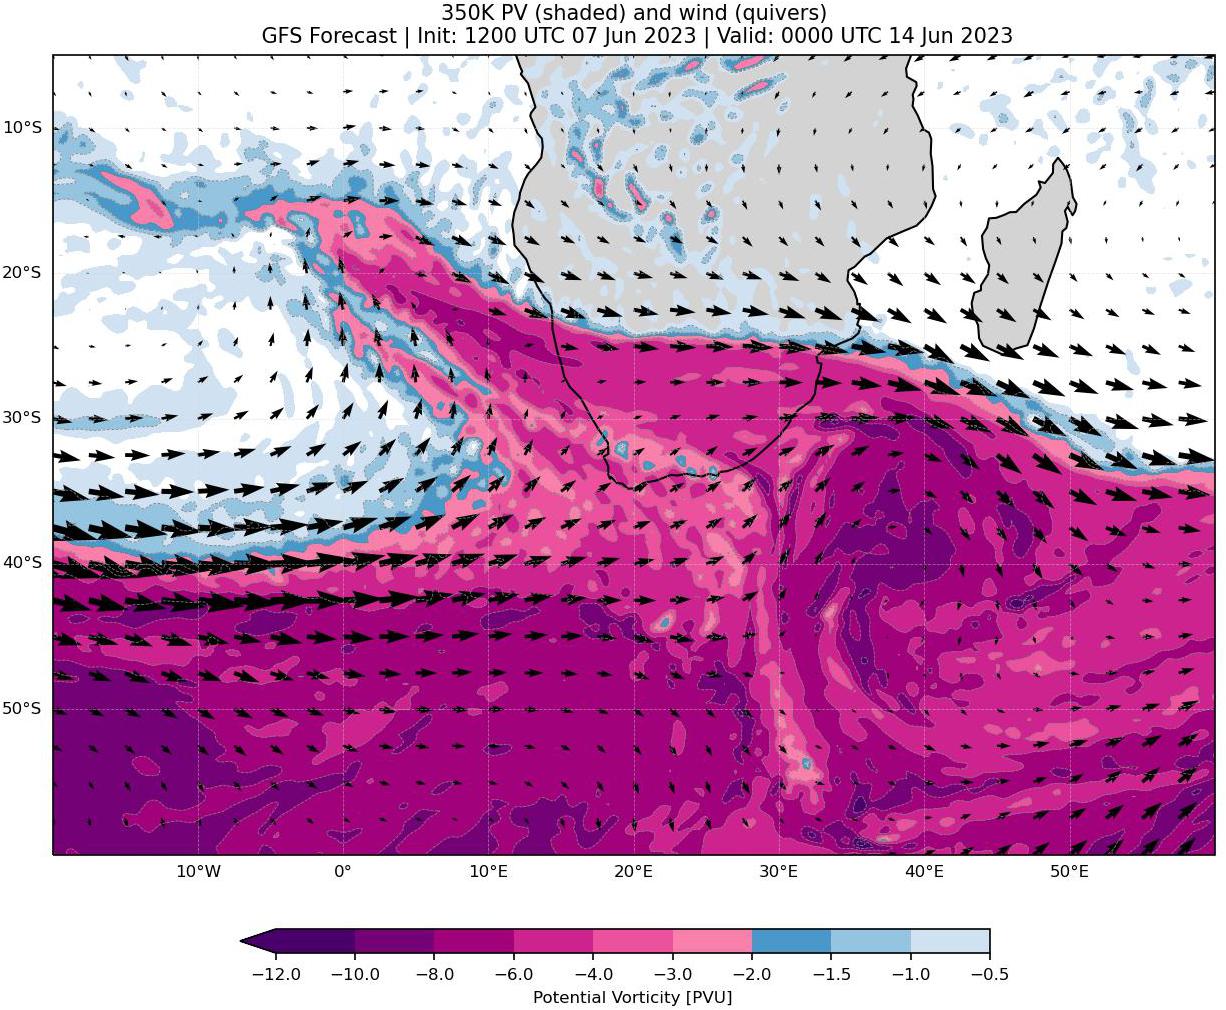 350K PV (shaded) and wind (quivers)
GFS Forecast | Init: 1200 UTC 07 Jun 2023 | Valid: 0000 UTC 14 Jun 2023
10°S
20°S
30°S
40°S
50°S
10°W 0° 10°E 20°E 30°E 40°E 50°E
−12.0 −10.0 −8.0 −6.0 −4.0 −3.0 −2.0 −1.5 −1.0 −0.5
Potential Vorticity [PVU]